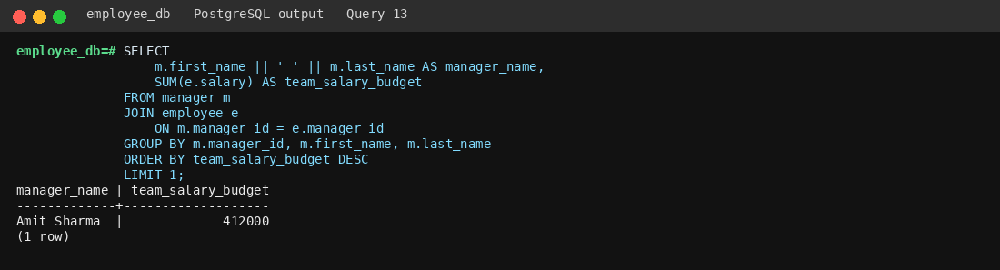 employee_db - PostgreSQL output - Query 13
employee_db=# SELECT
                  m.first_name || ' ' || m.last_name AS manager_name,
                  SUM(e.salary) AS team_salary_budget
              FROM manager m
              JOIN employee e
                  ON m.manager_id = e.manager_id
              GROUP BY m.manager_id, m.first_name, m.last_name
              ORDER BY team_salary_budget DESC
              LIMIT 1;
manager_name | team_salary_budget
-------------+-------------------
Amit Sharma  |             412000
(1 row)